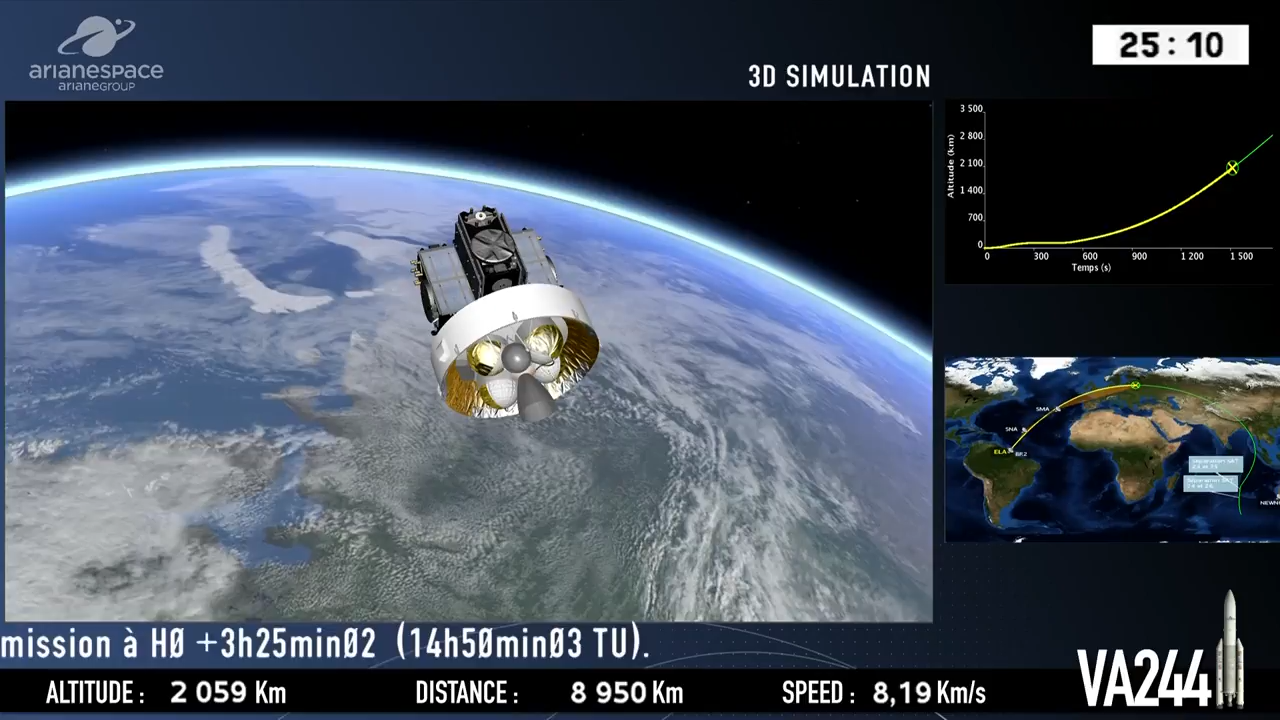 arianespace
arianeGROUP
25 : 10
3D SIMULATION
Altitude (km)
3 500
2 800
2 100
1 400
700
0
0 300 600 900 1 200 1 500
Temps (s)
SMA
SNA
ELA
BR2
mission à HØ +3h25minØ2 (14h5Ømin03 TU).
ALTITUDE : 2 059 Km DISTANCE : 8 950 Km SPEED : 8,19 Km/s
VA244